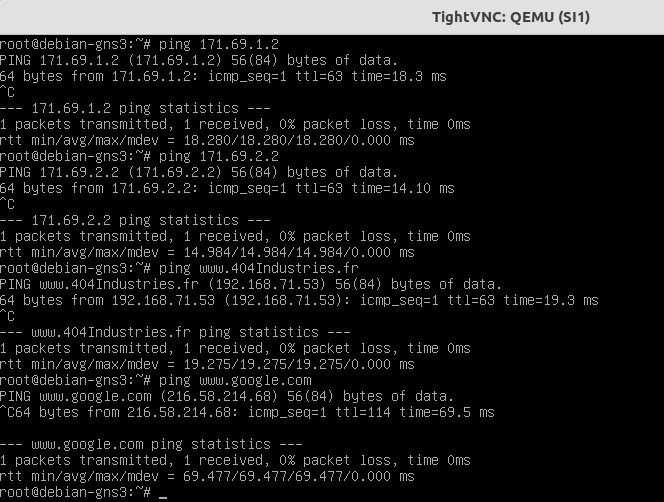 TightVNC: QEMU (SI1)
root@debian-gns3:~# ping 171.69.1.2
PING 171.69.1.2 (171.69.1.2) 56(84) bytes of data.
64 bytes from 171.69.1.2: icmp_seq=1 ttl=63 time=18.3 ms
^C
--- 171.69.1.2 ping statistics ---
1 packets transmitted, 1 received, 0% packet loss, time 0ms
rtt min/avg/max/mdev = 18.280/18.280/18.280/0.000 ms
root@debian-gns3:~# ping 171.69.2.2
PING 171.69.2.2 (171.69.2.2) 56(84) bytes of data.
64 bytes from 171.69.2.2: icmp_seq=1 ttl=63 time=14.10 ms
^C
--- 171.69.2.2 ping statistics ---
1 packets transmitted, 1 received, 0% packet loss, time 0ms
rtt min/avg/max/mdev = 14.984/14.984/14.984/0.000 ms
root@debian-gns3:~# ping www.404Industries.fr
PING www.404Industries.fr (192.168.71.53) 56(84) bytes of data.
64 bytes from 192.168.71.53 (192.168.71.53): icmp_seq=1 ttl=63 time=19.3 ms
^C
--- www.404Industries.fr ping statistics ---
1 packets transmitted, 1 received, 0% packet loss, time 0ms
rtt min/avg/max/mdev = 19.275/19.275/19.275/0.000 ms
root@debian-gns3:~# ping www.google.com
PING www.google.com (216.58.214.68) 56(84) bytes of data.
^C64 bytes from 216.58.214.68: icmp_seq=1 ttl=114 time=69.5 ms
--- www.google.com ping statistics ---
1 packets transmitted, 1 received, 0% packet loss, time 0ms
rtt min/avg/max/mdev = 69.477/69.477/69.477/0.000 ms
root@debian-gns3:~# _